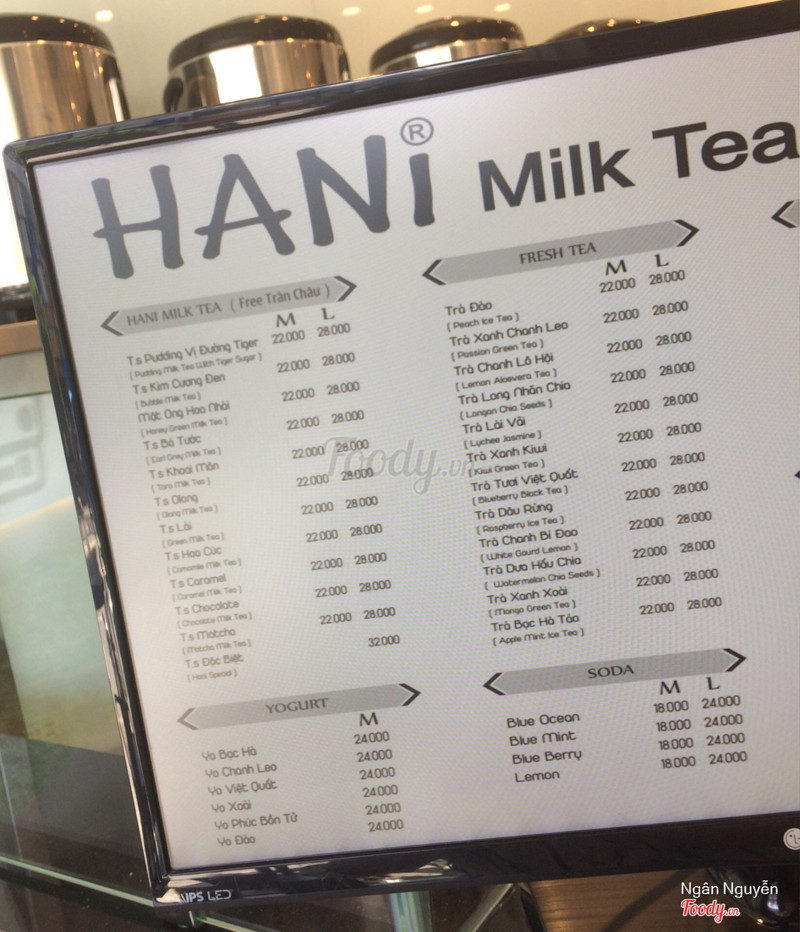 HANi® Milk Tea
HANI MILK TEA ( Free Trân Châu )
M L
T.s Pudding Vị Đường Tiger 22.000 28.000
( Pudding Milk Tea With Tiger Sugar )
T.s Kim Cương Đen 22.000 28.000
( Bubble Milk Tea )
Mật Ong Hoa Nhài 22.000 28.000
( Honey Green Milk Tea )
T.s Bá Tước 22.000 28.000
( Earl Grey Milk Tea )
T.s Khoai Môn 22.000 28.000
( Taro Milk Tea )
T.s Olong 22.000 28.000
( Olong Milk Tea )
T.s Lài 22.000 28.000
( Green Milk Tea )
T.s Hoa Cúc 22.000 28.000
( Camomile Milk Tea )
T.s Caramel 22.000 28.000
( Caramel Milk Tea )
T.s Chocolate 22.000 28.000
( Chocolate Milk Tea )
T.s Matcha 22.000 28.000
( Matcha Milk Tea )
T.s Đặc Biệt 32.000
( Hani Special )
FRESH TEA
M L
Trà Đào 22.000 28.000
( Peach Ice Tea )
Trà Xanh Chanh Leo 22.000 28.000
( Passion Green Tea )
Trà Chanh Lô Hội 22.000 28.000
( Lemon Aloevera Tea )
Trà Long Nhãn Chia 22.000 28.000
( Longan Chia Seeds )
Trà Lài Vải 22.000 28.000
( Lychee Jasmine )
Trà Xanh Kiwi 22.000 28.000
( Kiwi Green Tea )
Trà Tươi Việt Quất 22.000 28.000
( Blueberry Black Tea )
Trà Dâu Rừng 22.000 28.000
( Raspberry Ice Tea )
Trà Chanh Bí Đao 22.000 28.000
( White Gourd Lemon )
Trà Dưa Hấu Chia 22.000 28.000
( Watermelon Chia Seeds )
Trà Xanh Xoài 22.000 28.000
( Mango Green Tea )
Trà Bạc Hà Táo 22.000 28.000
( Apple Mint Ice Tea )
YOGURT
M
Yo Bạc Hà 24.000
Yo Chanh Leo 24.000
Yo Việt Quất 24.000
Yo Xoài 24.000
Yo Phúc Bồn Tử 24.000
Yo Đào 24.000
SODA
M L
Blue Ocean 18.000 24.000
Blue Mint 18.000 24.000
Blue Berry 18.000 24.000
Lemon 18.000 24.000
Foody.vn
IPS LED
LG
Ngân Nguyễn
Foody.vn